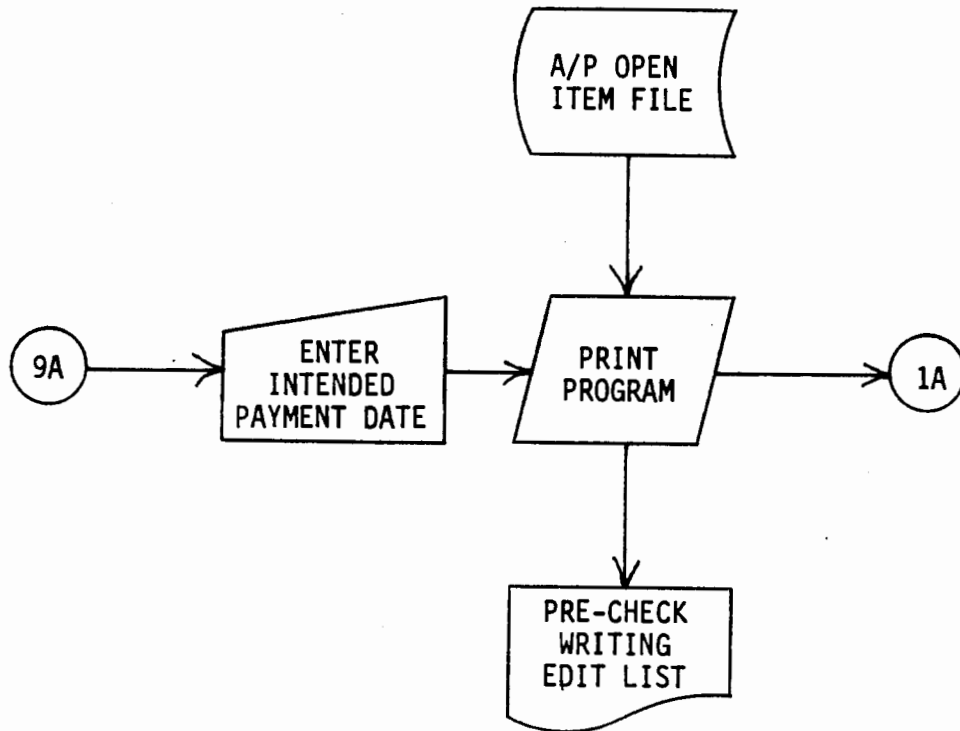 A/P OPEN
ITEM FILE
9A
ENTER
INTENDED
PAYMENT DATE
PRINT
PROGRAM
1A
PRE-CHECK
WRITING
EDIT LIST